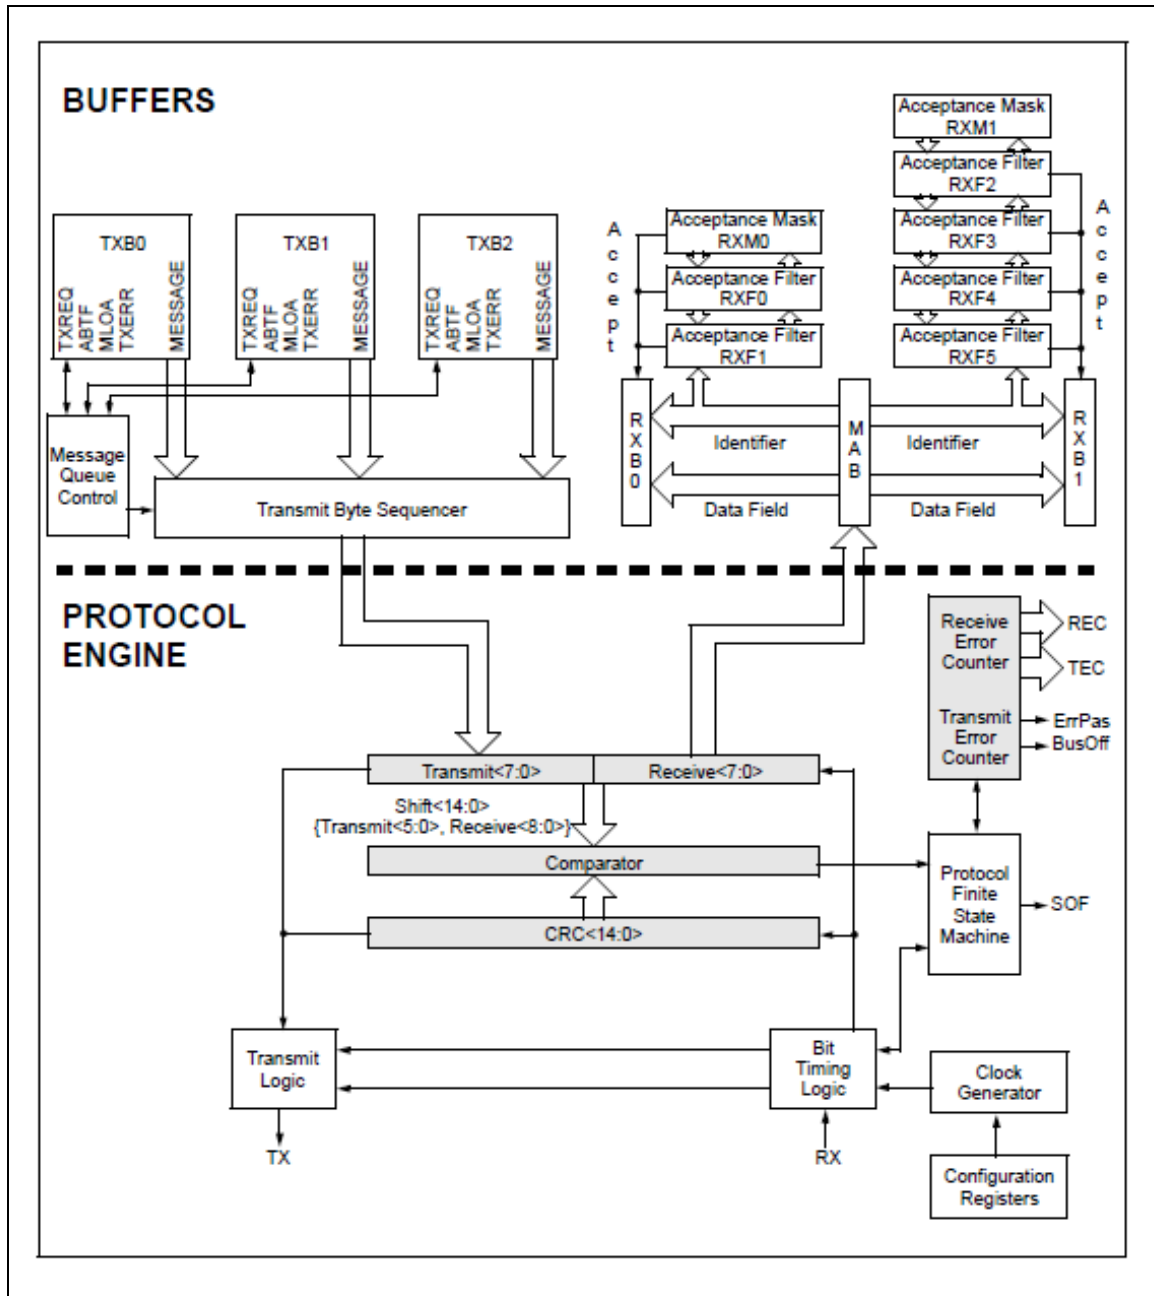 BUFFERS
Acceptance Mask
RXM1
Acceptance Filter
RXF2
Acceptance Filter
RXF3
Acceptance Filter
RXF4
Acceptance Filter
RXF5
Accept
Acceptance Mask
RXM0
Acceptance Filter
RXF0
Acceptance Filter
RXF1
Accept
TXB0
TXREQ
ABTF
MLOA
TXERR
MESSAGE
TXB1
TXREQ
ABTF
MLOA
TXERR
MESSAGE
TXB2
TXREQ
ABTF
MLOA
TXERR
MESSAGE
Message
Queue
Control
Transmit Byte Sequencer
RXB0
Identifier
Data Field
MAB
Identifier
Data Field
RXB1
PROTOCOL
ENGINE
Receive
Error
Counter
Transmit
Error
Counter
REC
TEC
ErrPas
BusOff
Transmit<7:0>
Receive<7:0>
Shift<14:0>
{Transmit<5:0>, Receive<8:0>}
Comparator
CRC<14:0>
Protocol
Finite
State
Machine
SOF
Transmit
Logic
Bit
Timing
Logic
Clock
Generator
TX
RX
Configuration
Registers